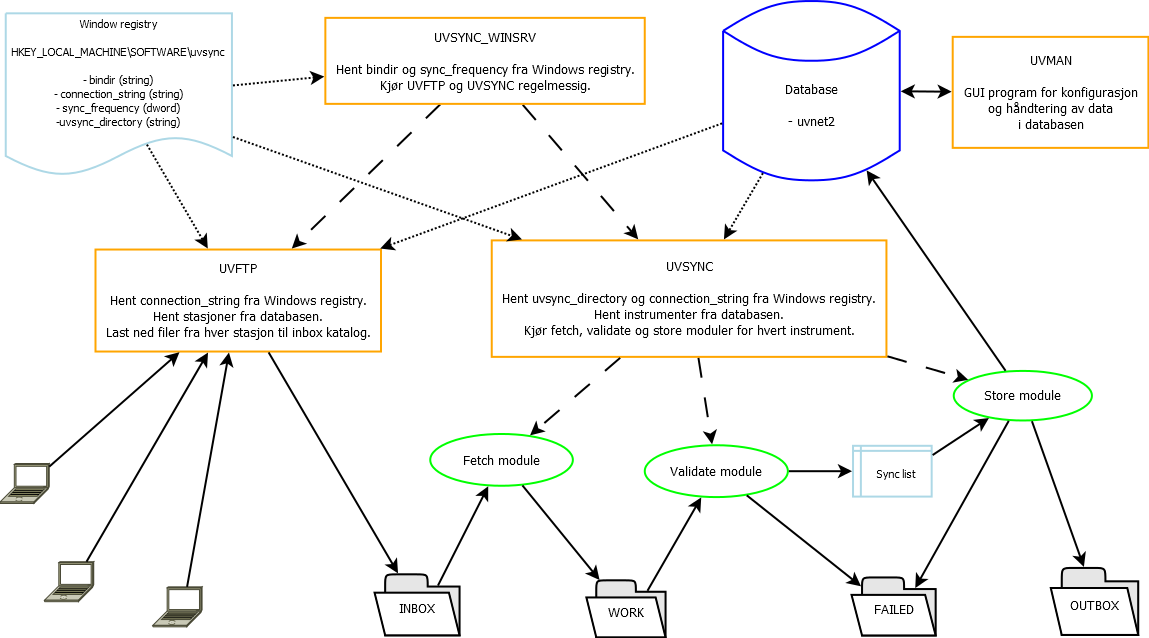 Window registry
HKEY_LOCAL_MACHINE\SOFTWARE\uvsync
- bindir (string)
- connection_string (string)
- sync_frequency (dword)
-uvsync_directory (string)
UVSYNC_WINSRV
Hent bindir og sync_frequency fra Windows registry.
Kjør UVFTP og UVSYNC regelmessig.
Database
- uvnet2
UVMAN
GUI program for konfigurasjon
og håndtering av data
i databasen
UVFTP
Hent connection_string fra Windows registry.
Hent stasjoner fra databasen.
Last ned filer fra hver stasjon til inbox katalog.
UVSYNC
Hent uvsync_directory og connection_string fra Windows registry.
Hent instrumenter fra databasen.
Kjør fetch, validate og store moduler for hvert instrument.
Store module
Fetch module
Validate module
Sync list
INBOX
WORK
FAILED
OUTBOX